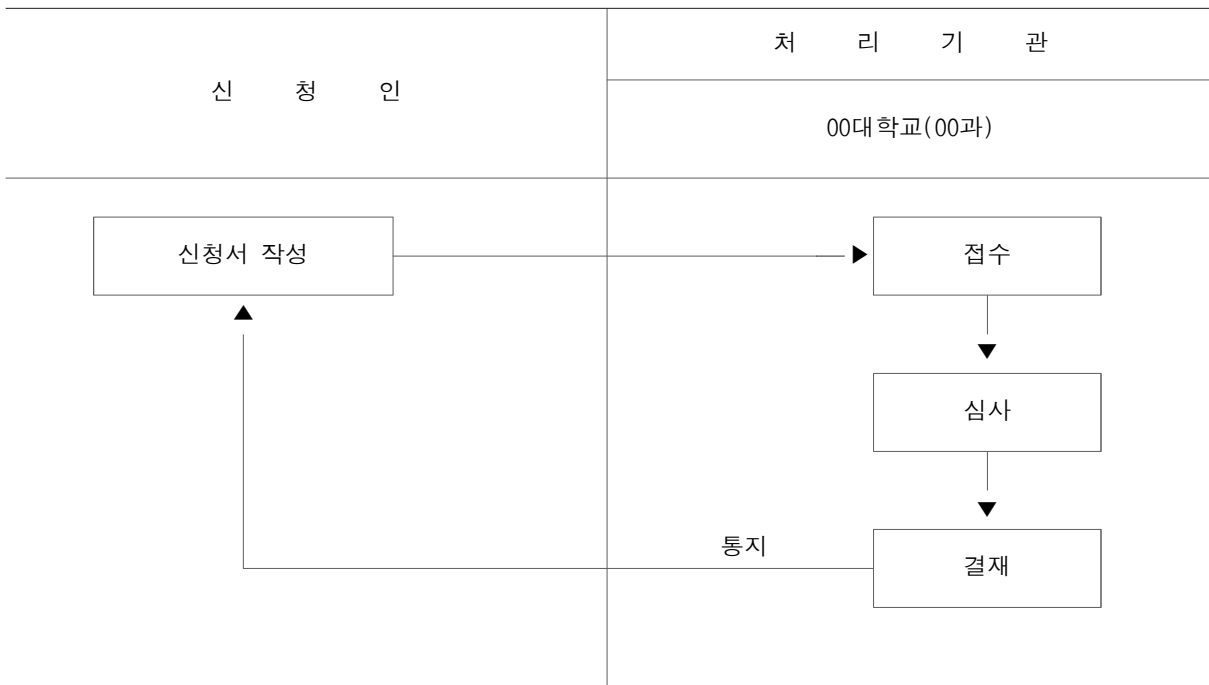 처 리 기 관
신 청 인
00대학교(00과)
신청서 작성
접수
심사
통지
결재